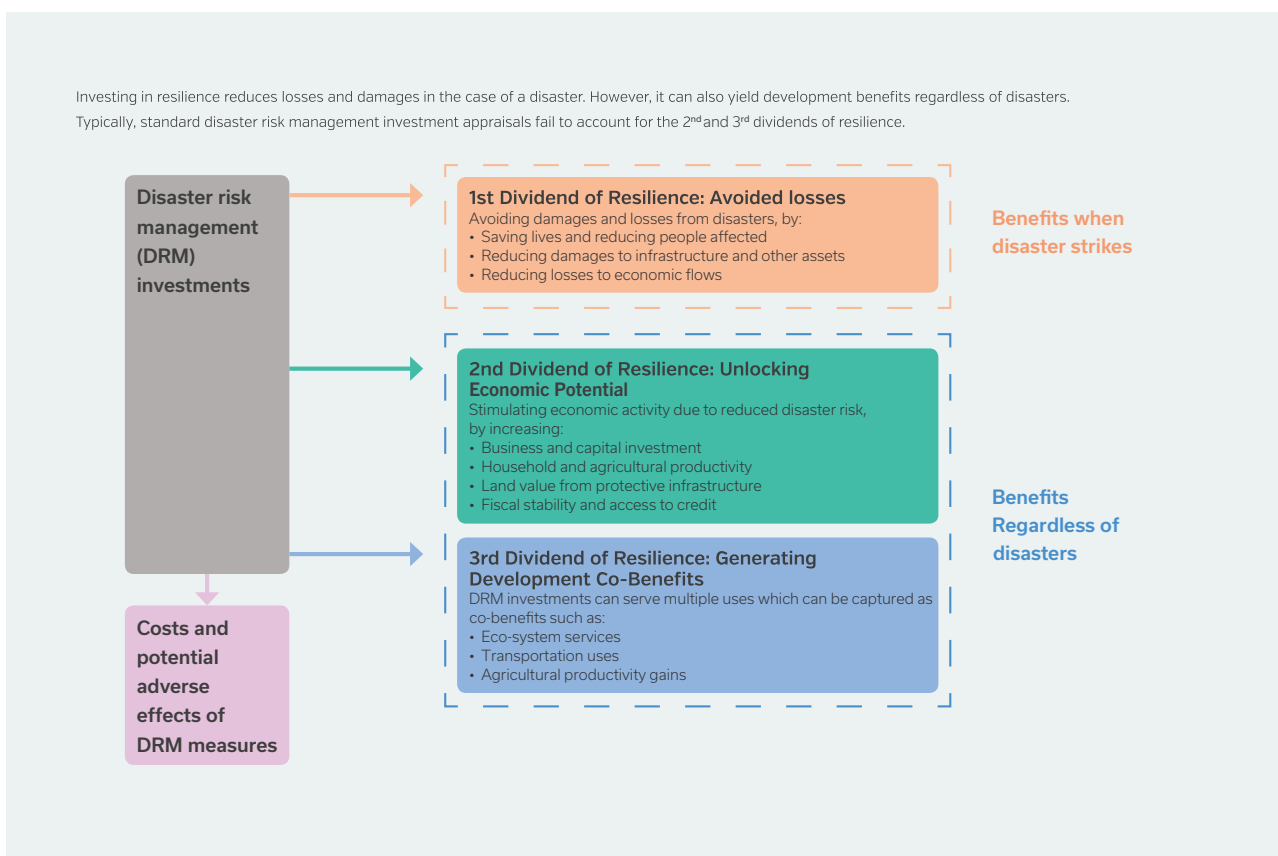 Investing in resilience reduces losses and damages in the case of a disaster. However, it can also yield development benefits regardless of disasters.
Typically, standard disaster risk management investment appraisals fail to account for the 2nd and 3rd dividends of resilience.
Disaster risk
management
(DRM)
investments
1st Dividend of Resilience: Avoided losses
Avoiding damages and losses from disasters, by:
• Saving lives and reducing people affected
• Reducing damages to infrastructure and other assets
• Reducing losses to economic flows
Benefits when
disaster strikes
2nd Dividend of Resilience: Unlocking
Economic Potential
Stimulating economic activity due to reduced disaster risk,
by increasing:
• Business and capital investment
• Household and agricultural productivity
• Land value from protective infrastructure
• Fiscal stability and access to credit
Benefits
Regardless of
disasters
3rd Dividend of Resilience: Generating
Development Co-Benefits
DRM investments can serve multiple uses which can be captured as
co-benefits such as:
• Eco-system services
• Transportation uses
• Agricultural productivity gains
Costs and
potential
adverse
effects of
DRM measures